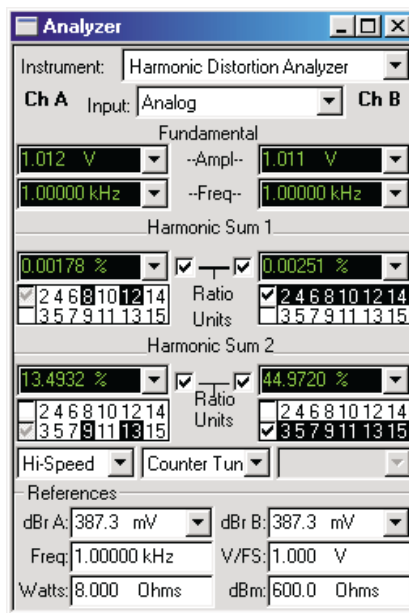 Analyzer
Instrument: Harmonic Distortion Analyzer
Ch A Input: Analog Ch B
Fundamental
1.012 V --Ampl-- 1.011 V
1.00000 kHz --Freq-- 1.00000 kHz
Harmonic Sum 1
0.00178 % 0.00251 %
2 4 6 8 10 12 14 Ratio 2 4 6 8 10 12 14
3 5 7 9 11 13 15 Units 3 5 7 9 11 13 15
Harmonic Sum 2
13.4932 % 44.9720 %
Ratio
2 4 6 8 10 12 14 Units 2 4 6 8 10 12 14
3 5 7 9 11 13 15 3 5 7 9 11 13 15
Hi-Speed Counter Tun
References
dBr A: 387.3 mV dBr B: 387.3 mV
Freq: 1.00000 kHz V/FS: 1.000 V
Watts: 8.000 Ohms dBm: 600.0 Ohms